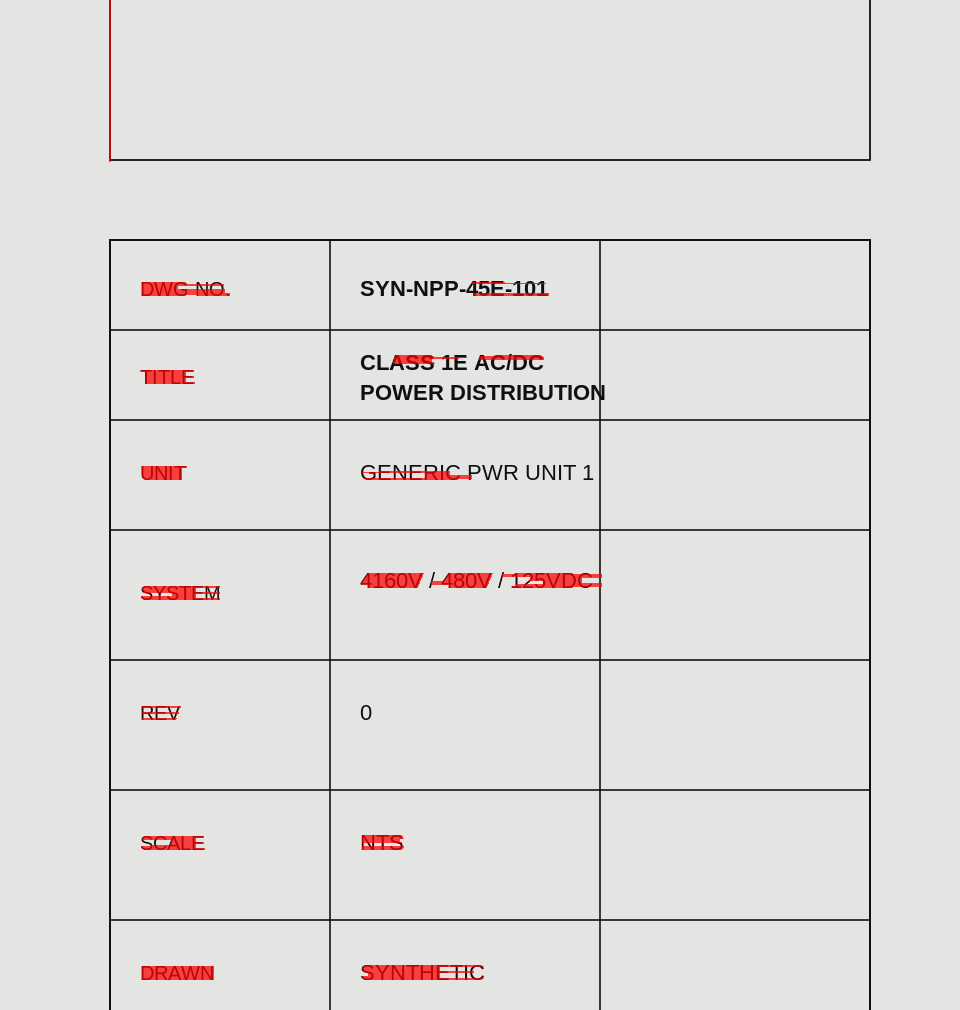 DWG NO. SYN-NPP-45E-101
TITLE CLASS 1E AC/DC
POWER DISTRIBUTION
UNIT GENERIC PWR UNIT 1
SYSTEM 4160V / 480V / 125VDC
REV 0
SCALE NTS
DRAWN SYNTHETIC